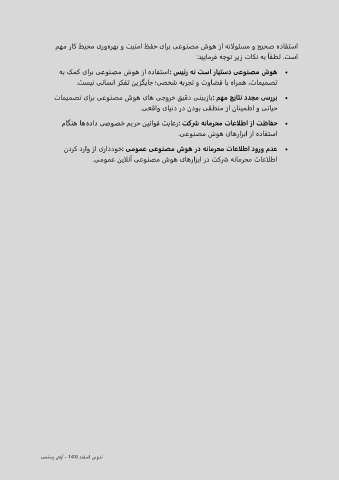 استفاده صحیح و مسئولانه از هوش مصنوعی برای حفظ امنیت و بهره‌وری محیط کار مهم
است. لطفاً به نکات زیر توجه فرمایید:
• هوش مصنوعی دستیار است نه رئیس: استفاده از هوش مصنوعی برای کمک به
تصمیمات، همراه با قضاوت و تجربه شخصی؛ جایگزین تفکر انسانی نیست.
• بررسی مجدد نتایج مهم: بازبینی دقیق خروجی های هوش مصنوعی برای تصمیمات
حیاتی و اطمینان از منطقی بودن در دنیای واقعی.
• حفاظت از اطلاعات محرمانه شرکت: رعایت قوانین حریم خصوصی داده‌ها هنگام
استفاده از ابزارهای هوش مصنوعی.
• عدم ورود اطلاعات محرمانه در هوش مصنوعی عمومی: خودداری از وارد کردن
اطلاعات محرمانه شرکت در ابزارهای هوش مصنوعی آنلاین عمومی.
تدوین اسفند 1403 – رستمی